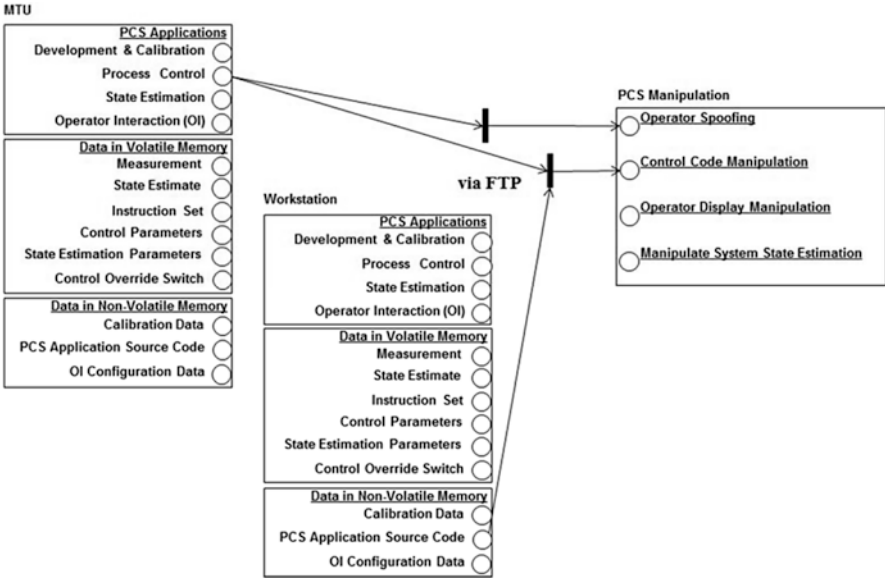 MTU
PCS Applications
Development & Calibration
Process Control
State Estimation
Operator Interaction (OI)
Data in Volatile Memory
Measurement
State Estimate
Instruction Set
Control Parameters
State Estimation Parameters
Control Override Switch
Data in Non-Volatile Memory
Calibration Data
PCS Application Source Code
OI Configuration Data
via FTP
Workstation
PCS Applications
Development & Calibration
Process Control
State Estimation
Operator Interaction (OI)
Data in Volatile Memory
Measurement
State Estimate
Instruction Set
Control Parameters
State Estimation Parameters
Control Override Switch
Data in Non-Volatile Memory
Calibration Data
PCS Application Source Code
OI Configuration Data
PCS Manipulation
Operator Spoofing
Control Code Manipulation
Operator Display Manipulation
Manipulate System State Estimation